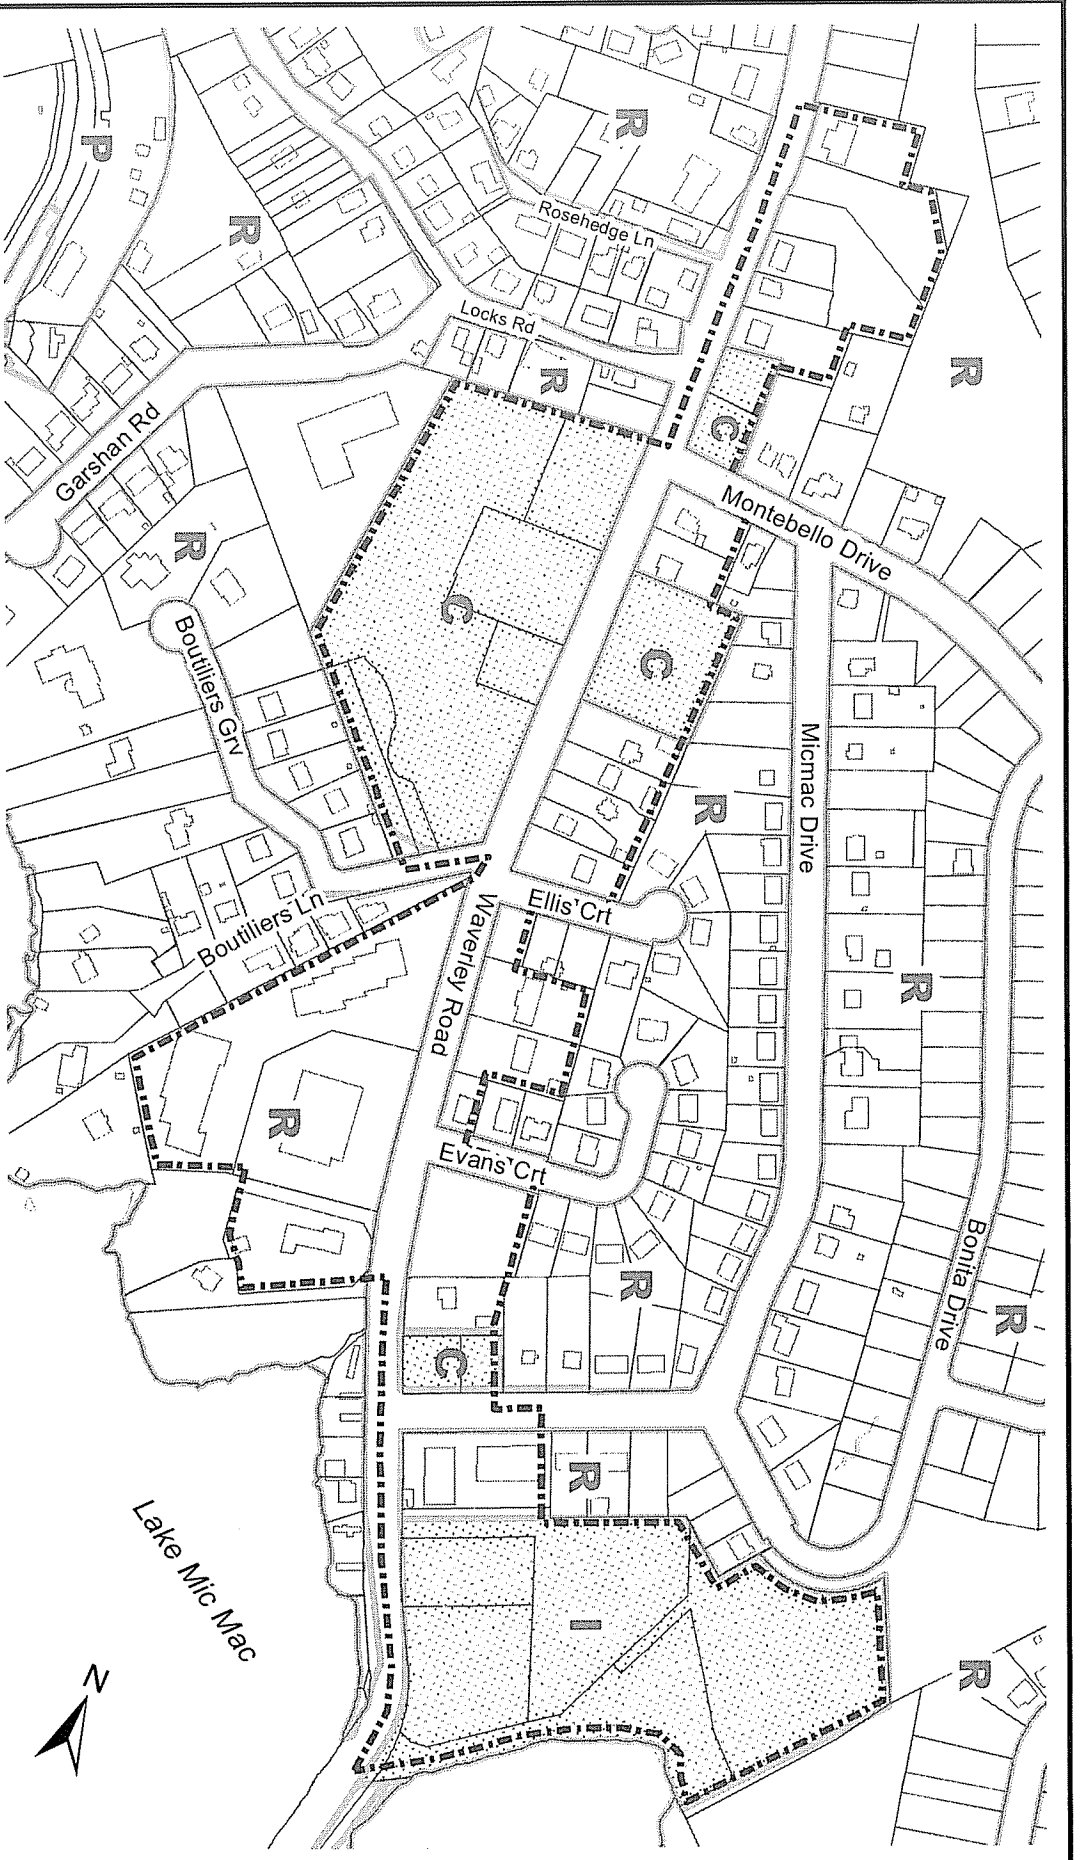 R
R
P
R
Rosehedge Ln
Locks Rd
R
C
R
Garshan Rd
Montebello Drive
R
C
C
Boutiliers Grv
Micmac Drive
R
Ellis Crt
Boutiliers Ln
Waverley Road
R
R
Evans Crt
R
Bonita Drive
R
C
R
Lake Mic Mac
I
R
N